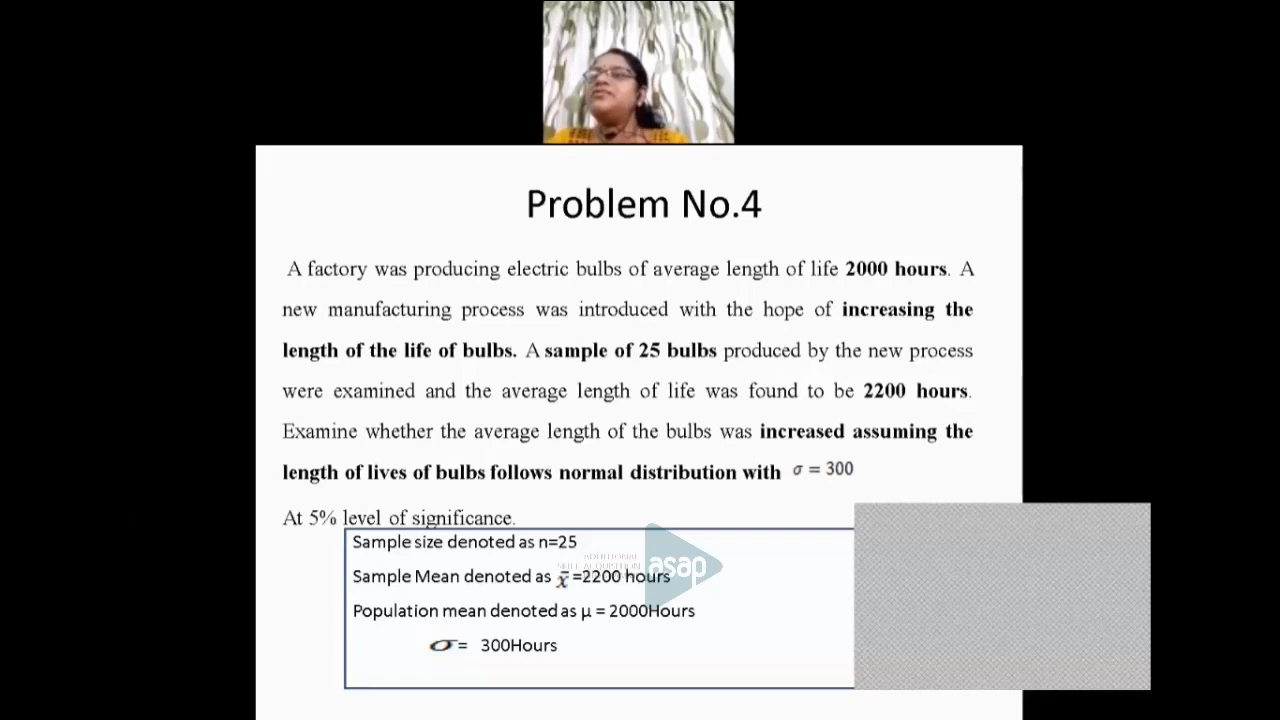 Problem No.4
A factory was producing electric bulbs of average length of life 2000 hours. A
new manufacturing process was introduced with the hope of increasing the
length of the life of bulbs. A sample of 25 bulbs produced by the new process
were examined and the average length of life was found to be 2200 hours.
Examine whether the average length of the bulbs was increased assuming the
length of lives of bulbs follows normal distribution with σ = 300
At 5% level of significance.
Sample size denoted as n=25
ADDITIONAL
SKILL ACQUISITION
asap
Sample Mean denoted as x̄ =2200 hours
Population mean denoted as μ = 2000Hours
σ = 300Hours